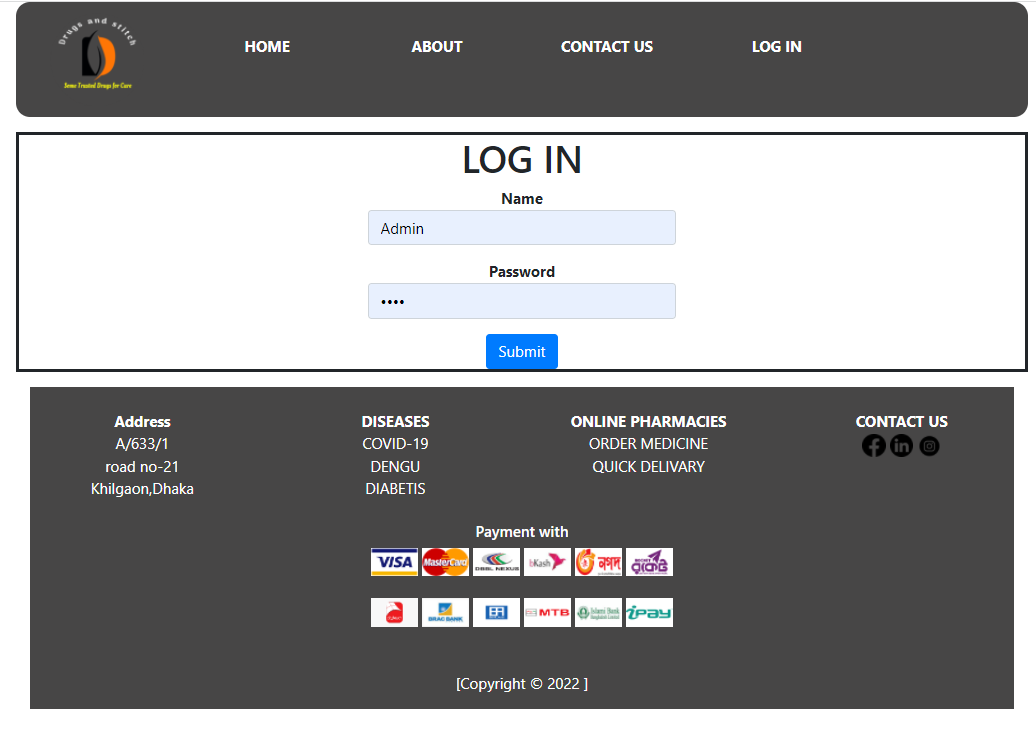 Drugs and stitch
Some Trusted Drugs for Care
HOME ABOUT CONTACT US LOG IN
LOG IN
Name
Admin
Password
••••
Submit
Address DISEASES ONLINE PHARMACIES CONTACT US
A/633/1 COVID-19 ORDER MEDICINE
road no-21 DENGU QUICK DELIVARY
Khilgaon,Dhaka DIABETIS
Payment with
VISA MasterCard DBBL NEXUS bKash নগদ
BRAC BANK MTB Islami Bank iPay
[Copyright © 2022 ]